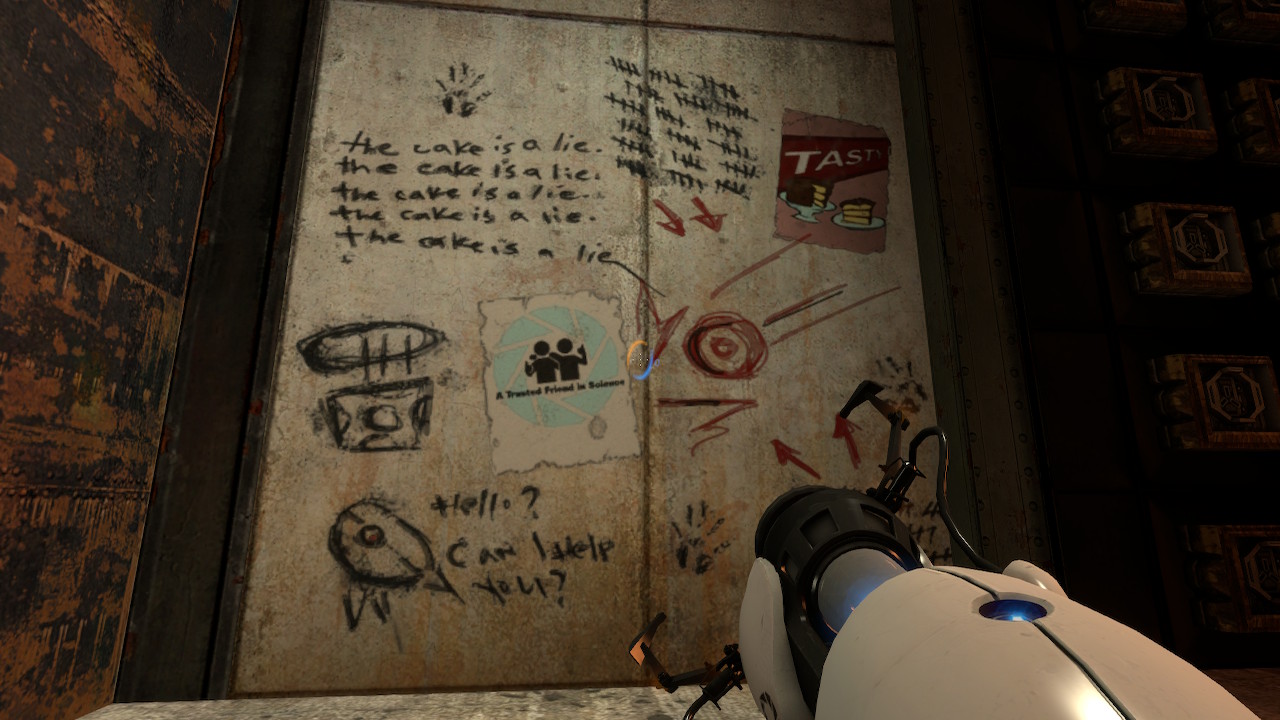 the cake is a lie.
the cake is a lie.
the cake is a lie.
the cake is a lie.
the cake is a lie
TASTY
A Trusted Friend in Science
Hello?
Can I help
you?